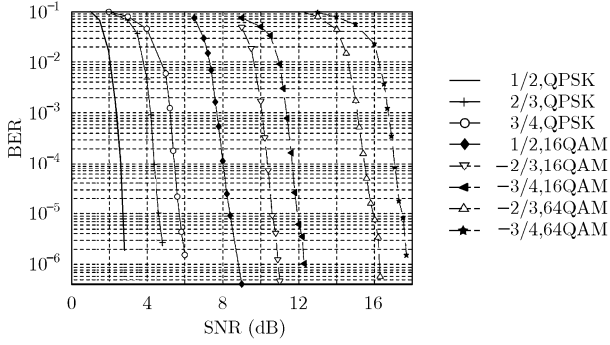 10⁻¹
10⁻²
10⁻³
10⁻⁴
10⁻⁵
10⁻⁶
BER
0 4 8 12 16
SNR (dB)
1/2,QPSK
2/3,QPSK
3/4,QPSK
1/2,16QAM
2/3,16QAM
3/4,16QAM
2/3,64QAM
3/4,64QAM